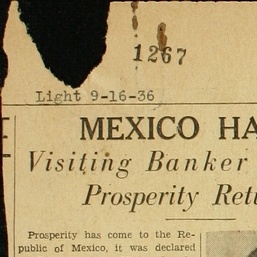 1267
Light 9-16-36
MEXICO HA
Visiting Banker
Prosperity Ret
Prosperity has come to the Re-
public of Mexico, it was declared